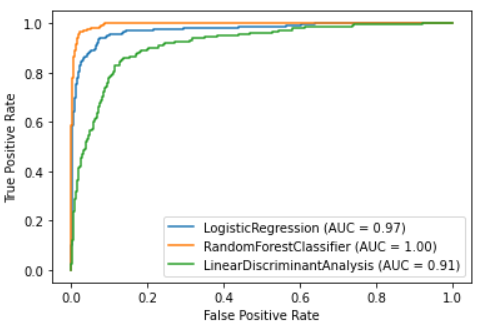 1.0
0.8
0.6
0.4
0.2
0.0
True Positive Rate
LogisticRegression (AUC = 0.97)
RandomForestClassifier (AUC = 1.00)
LinearDiscriminantAnalysis (AUC = 0.91)
0.0 0.2 0.4 0.6 0.8 1.0
False Positive Rate